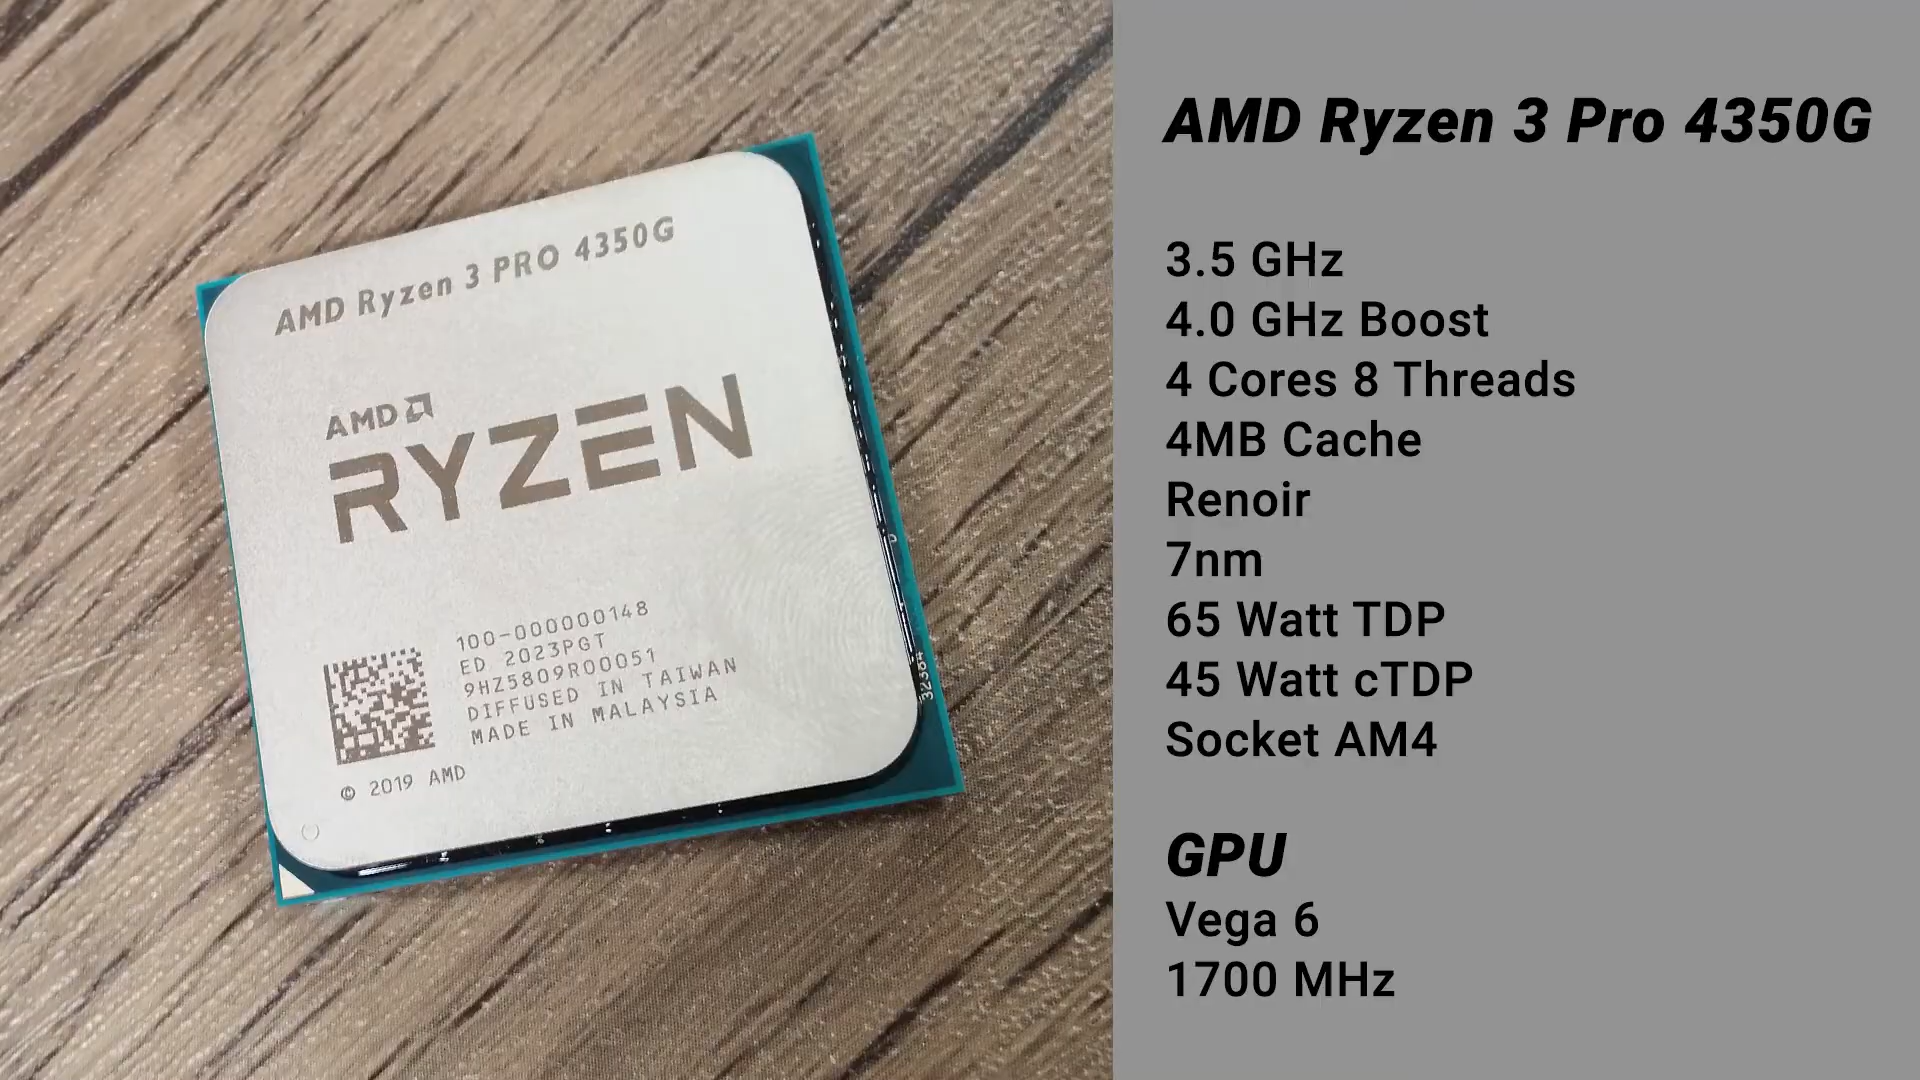 AMD Ryzen 3 PRO 4350G
AMD
RYZEN
100-000000148
ED 2023PGT
9HZ5809R00051
DIFFUSED IN TAIWAN
MADE IN MALAYSIA
© 2019 AMD
32384
AMD Ryzen 3 Pro 4350G
3.5 GHz
4.0 GHz Boost
4 Cores 8 Threads
4MB Cache
Renoir
7nm
65 Watt TDP
45 Watt cTDP
Socket AM4
GPU
Vega 6
1700 MHz